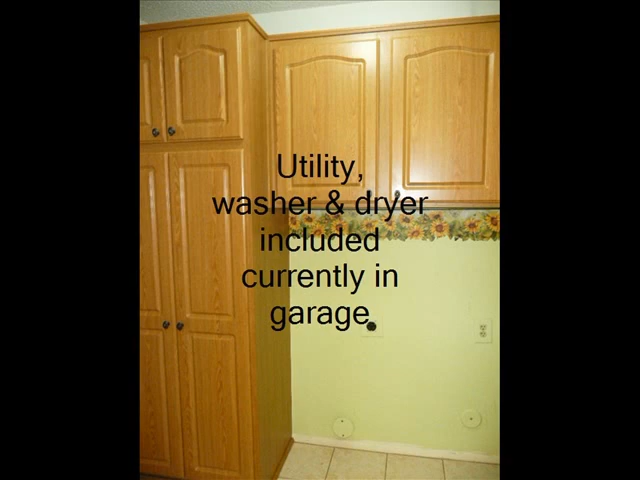 Utility,
washer & dryer
included
currently in
garage